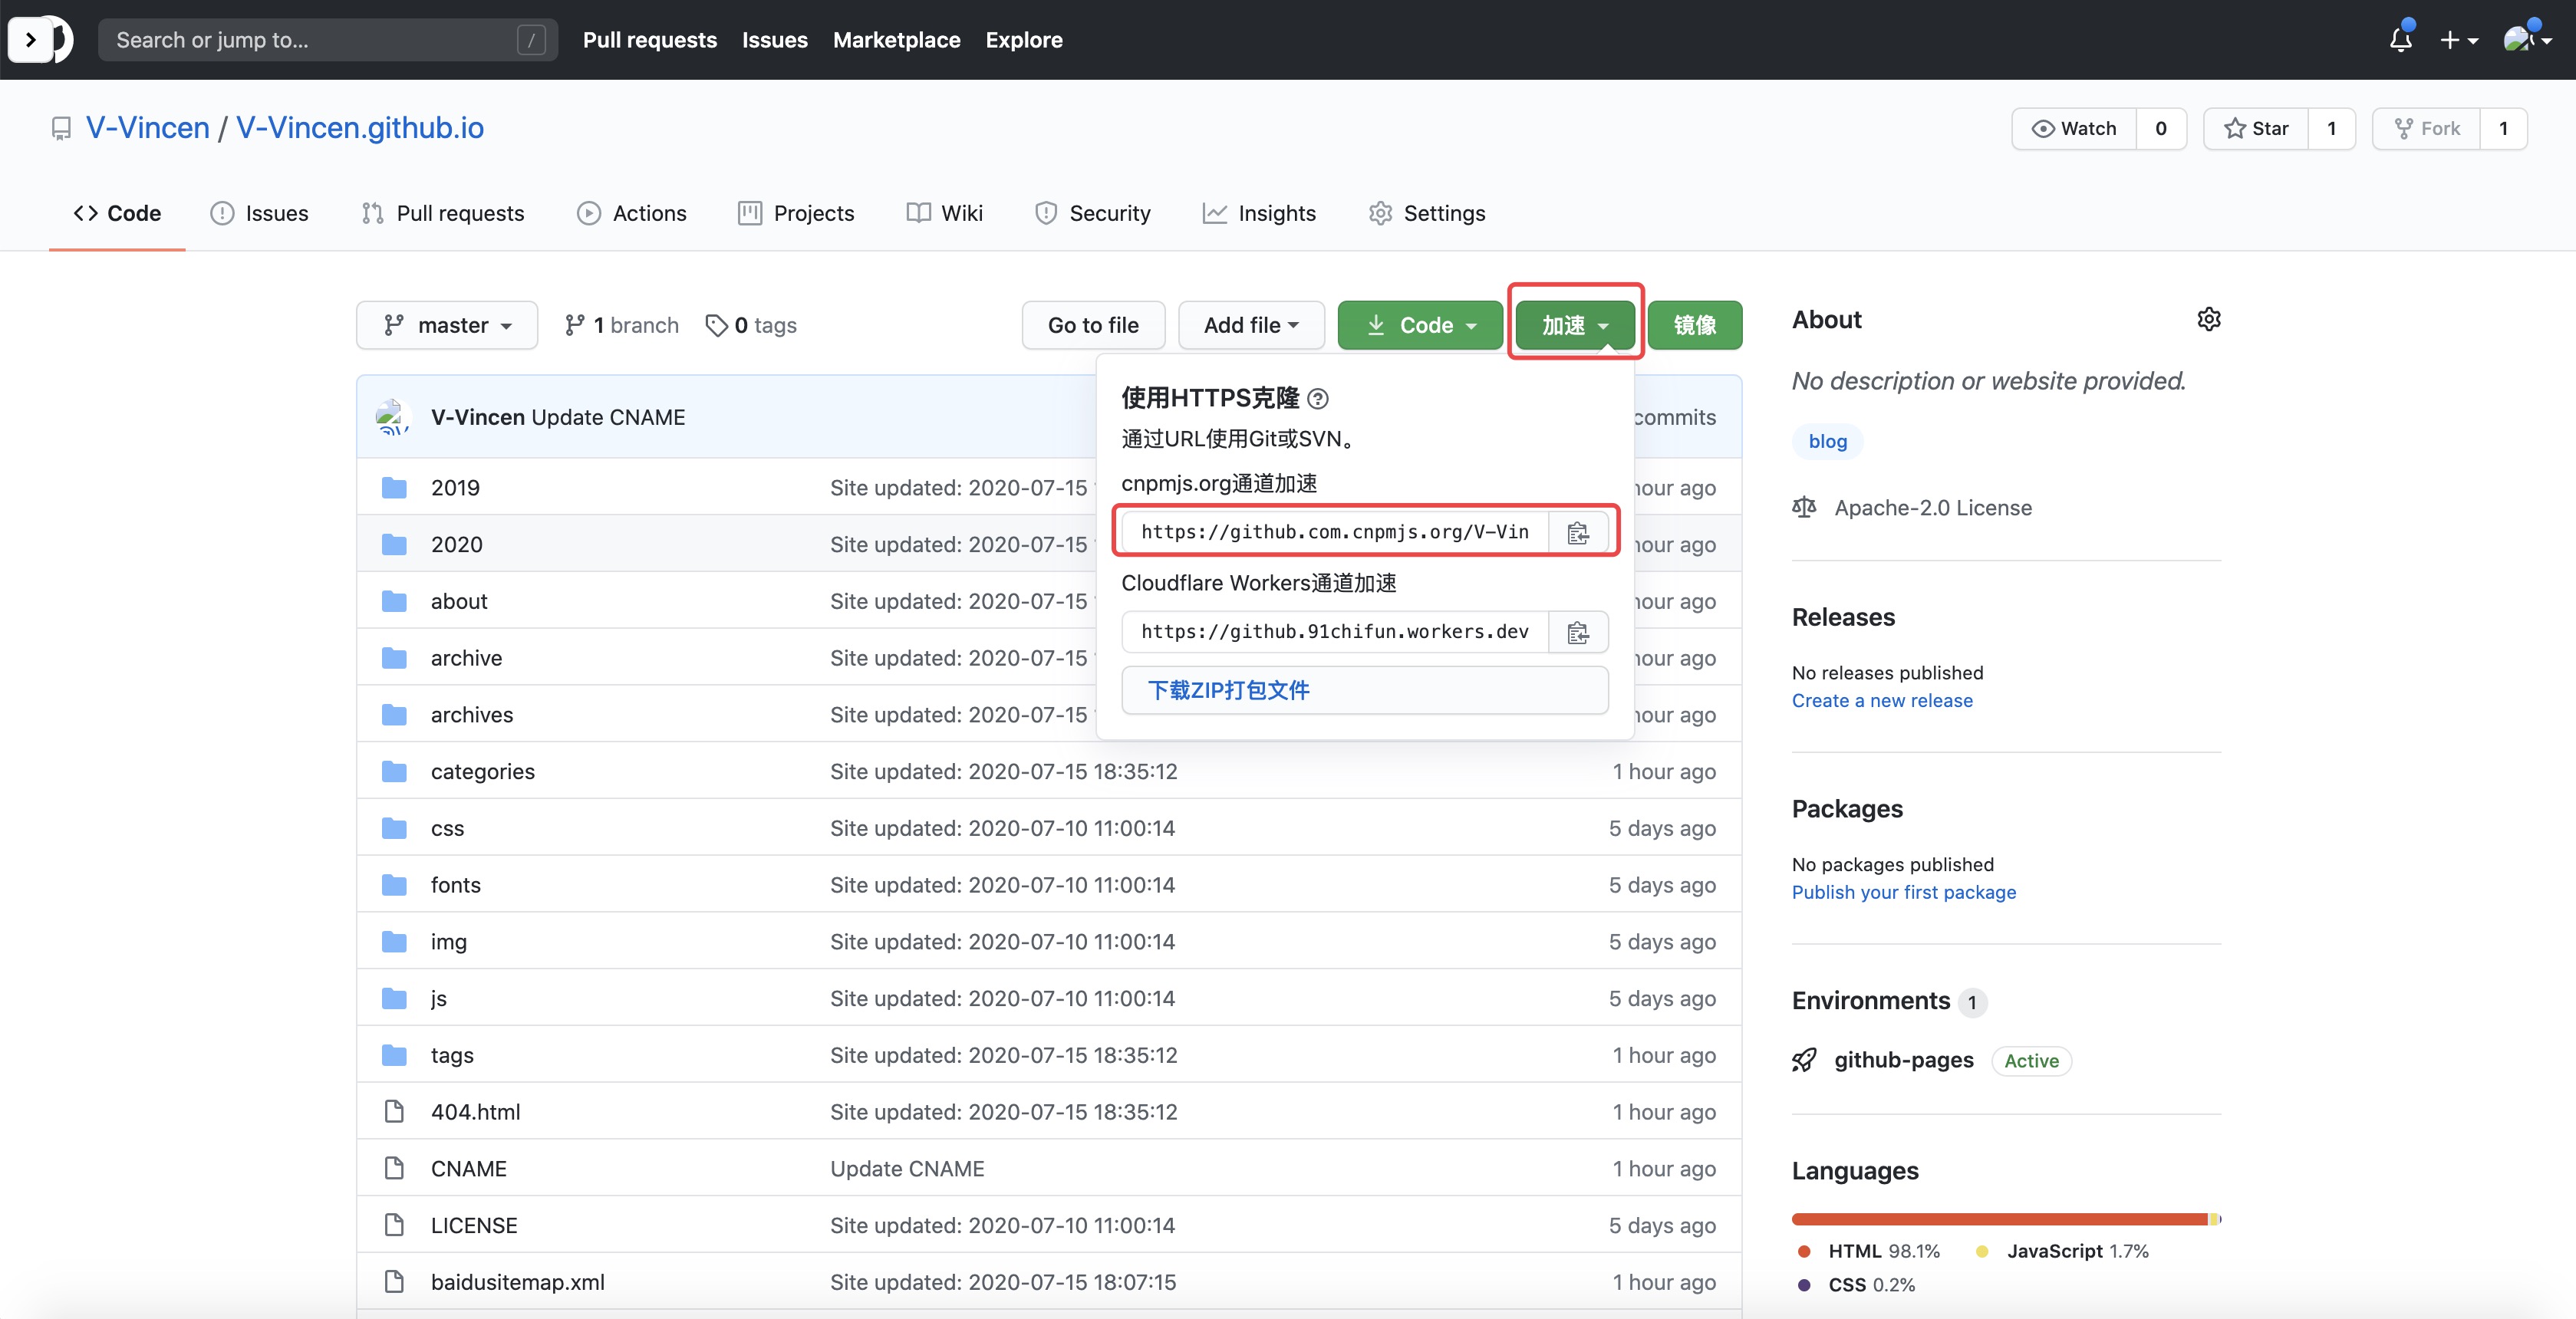 Search or jump to... /
Pull requests Issues Marketplace Explore
V-Vincen / V-Vincen.github.io
Watch 0 Star 1 Fork 1
Code Issues Pull requests Actions Projects Wiki Security Insights Settings
master 1 branch 0 tags Go to file Add file Code 加速 镜像
V-Vincen Update CNAME commits
使用HTTPS克隆
通过URL使用Git或SVN。
cnpmjs.org通道加速
https://github.com.cnpmjs.org/V-Vin
Cloudflare Workers通道加速
https://github.91chifun.workers.dev
下载ZIP打包文件
2019 Site updated: 2020-07-15 hour ago
2020 Site updated: 2020-07-15 hour ago
about Site updated: 2020-07-15 hour ago
archive Site updated: 2020-07-15 hour ago
archives Site updated: 2020-07-15 hour ago
categories Site updated: 2020-07-15 18:35:12 1 hour ago
css Site updated: 2020-07-10 11:00:14 5 days ago
fonts Site updated: 2020-07-10 11:00:14 5 days ago
img Site updated: 2020-07-10 11:00:14 5 days ago
js Site updated: 2020-07-10 11:00:14 5 days ago
tags Site updated: 2020-07-15 18:35:12 1 hour ago
404.html Site updated: 2020-07-15 18:35:12 1 hour ago
CNAME Update CNAME 1 hour ago
LICENSE Site updated: 2020-07-10 11:00:14 5 days ago
baidusitemap.xml Site updated: 2020-07-15 18:07:15 1 hour ago
About
No description or website provided.
blog
Apache-2.0 License
Releases
No releases published
Create a new release
Packages
No packages published
Publish your first package
Environments 1
github-pages Active
Languages
HTML 98.1% JavaScript 1.7%
CSS 0.2%